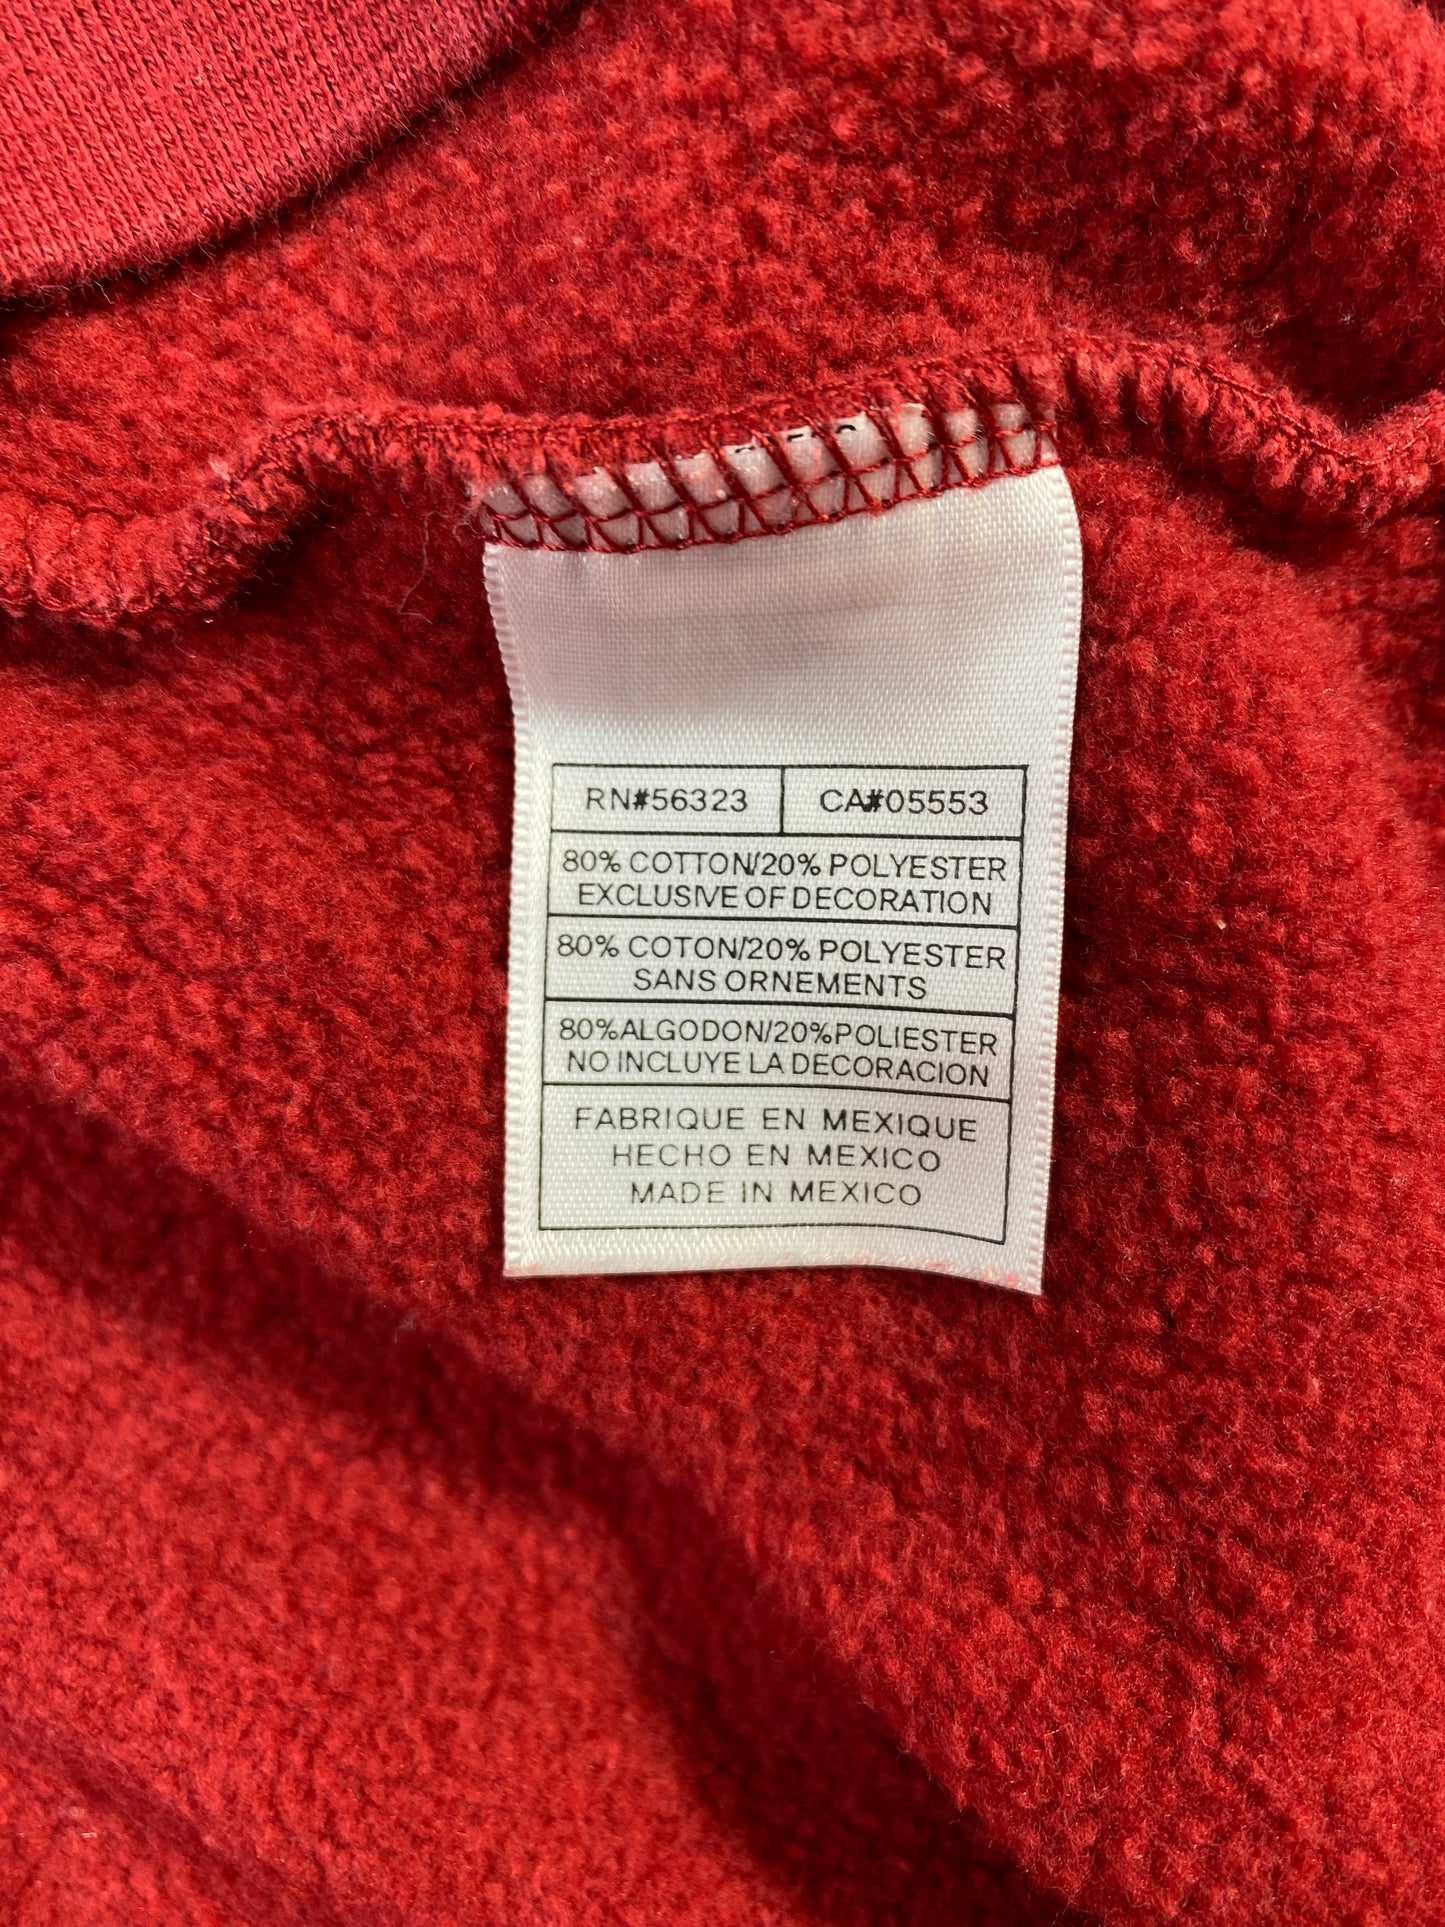 RN#56323 CA#05553
80% COTTON/20% POLYESTER
EXCLUSIVE OF DECORATION
80% COTON/20% POLYESTER
SANS ORNEMENTS
80%ALGODON/20%POLIESTER
NO INCLUYE LA DECORACION
FABRIQUE EN MEXIQUE
HECHO EN MEXICO
MADE IN MEXICO